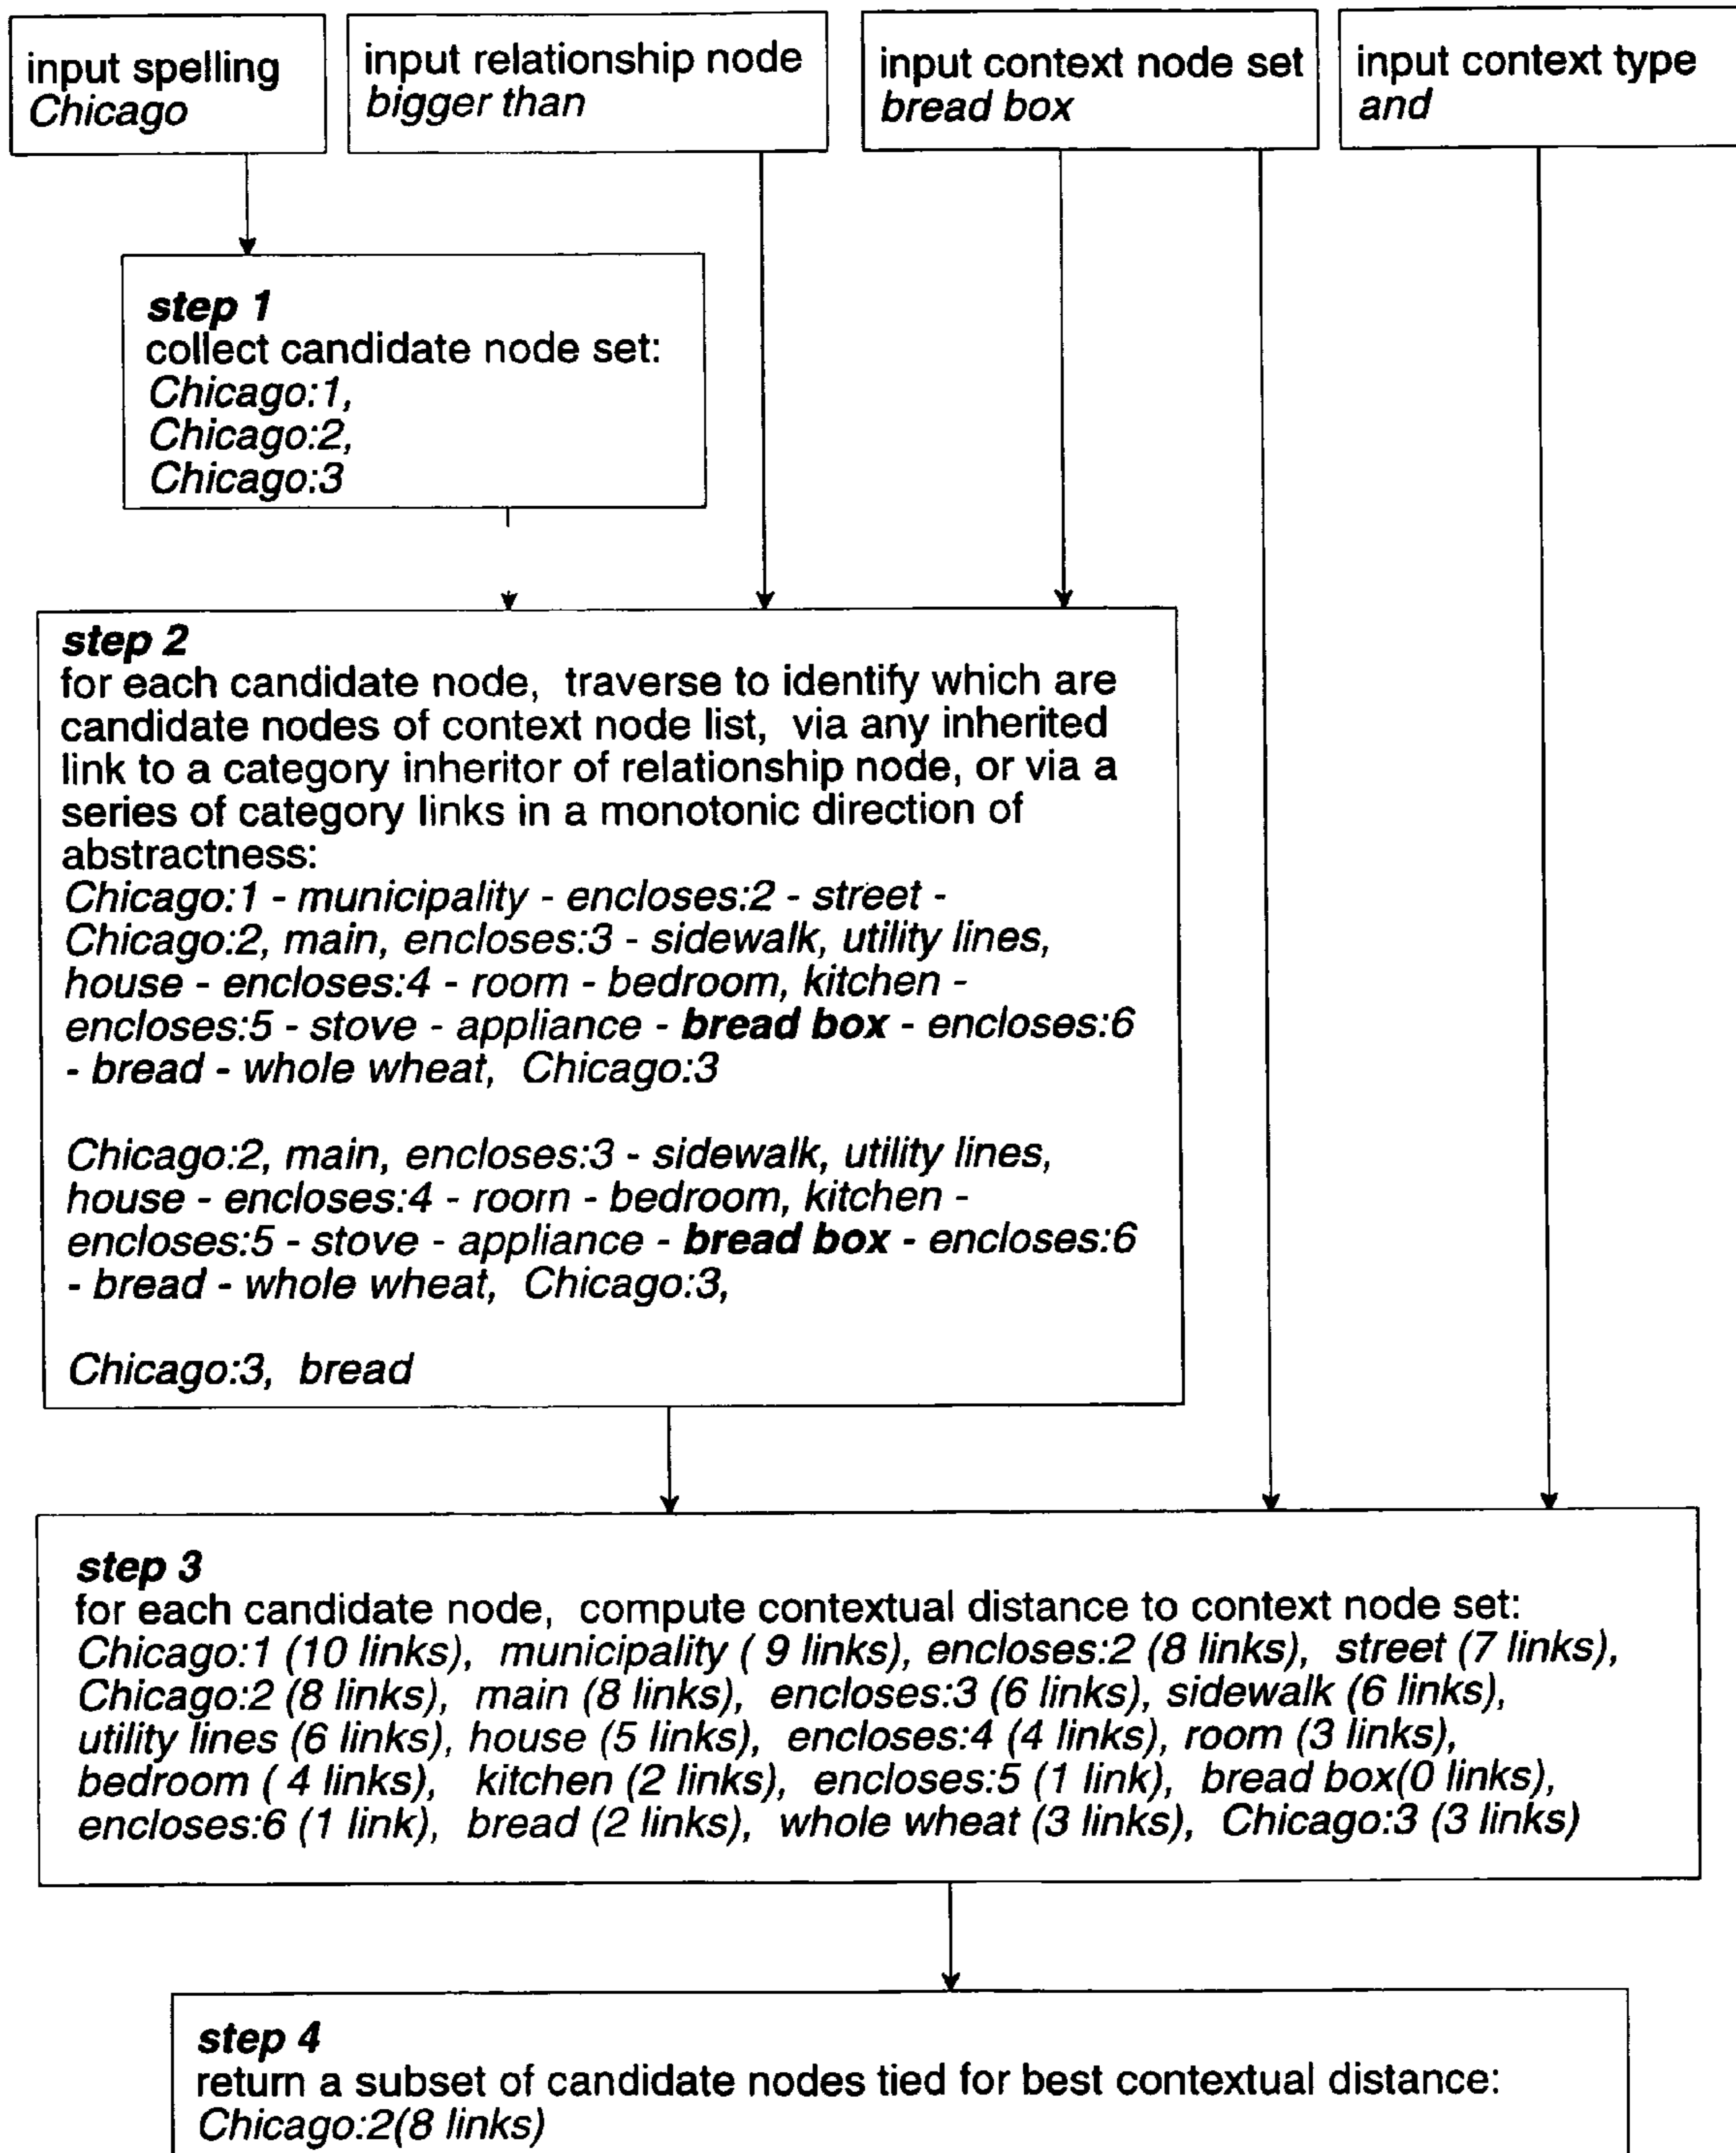 input spelling
Chicago
input relationship node
bigger than
input context node set
bread box
input context type
and
step 1
collect candidate node set:
Chicago:1,
Chicago:2,
Chicago:3
step 2
for each candidate node, traverse to identify which are
candidate nodes of context node list, via any inherited
link to a category inheritor of relationship node, or via a
series of category links in a monotonic direction of
abstractness:
Chicago:1 - municipality - encloses:2 - street -
Chicago:2, main, encloses:3 - sidewalk, utility lines,
house - encloses:4 - room - bedroom, kitchen -
encloses:5 - stove - appliance - bread box - encloses:6
- bread - whole wheat, Chicago:3
Chicago:2, main, encloses:3 - sidewalk, utility lines,
house - encloses:4 - room - bedroom, kitchen -
encloses:5 - stove - appliance - bread box - encloses:6
- bread - whole wheat, Chicago:3,
Chicago:3, bread
step 3
for each candidate node, compute contextual distance to context node set:
Chicago:1 (10 links), municipality ( 9 links), encloses:2 (8 links), street (7 links),
Chicago:2 (8 links), main (8 links), encloses:3 (6 links), sidewalk (6 links),
utility lines (6 links), house (5 links), encloses:4 (4 links), room (3 links),
bedroom ( 4 links), kitchen (2 links), encloses:5 (1 link), bread box(0 links),
encloses:6 (1 link), bread (2 links), whole wheat (3 links), Chicago:3 (3 links)
step 4
return a subset of candidate nodes tied for best contextual distance:
Chicago:2(8 links)